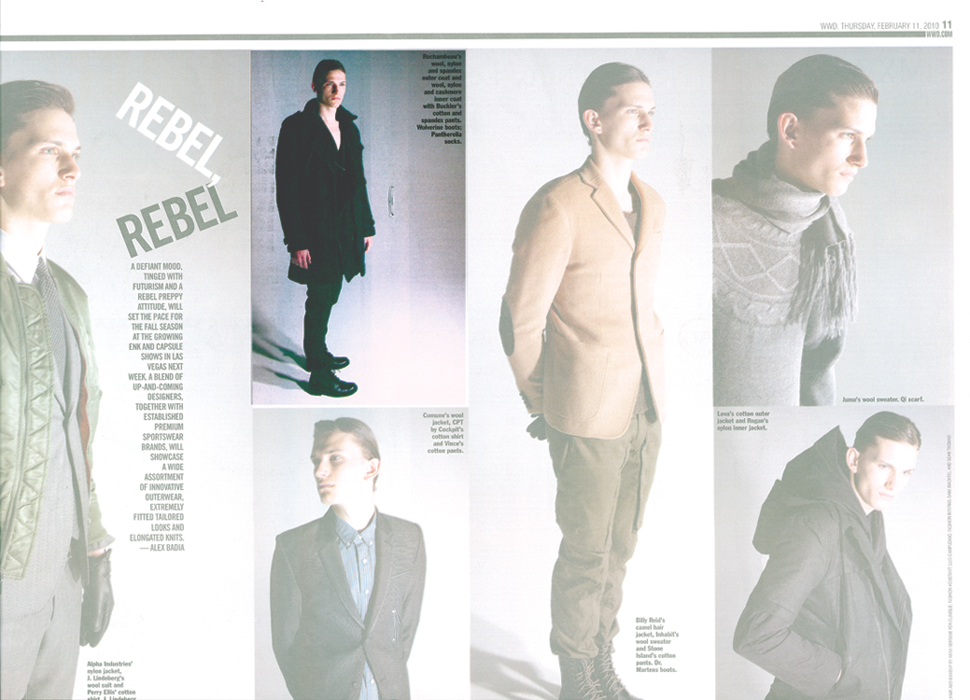 WWD, THURSDAY, FEBRUARY 11, 2010 11
WWD.COM
REBEL,
REBEL
A DEFIANT MOOD,
TINGED WITH
FUTURISM AND A
REBEL PREPPY
ATTITUDE, WILL
SET THE PACE FOR
THE FALL SEASON
AT THE GROWING
ENK AND CAPSULE
SHOWS IN LAS
VEGAS NEXT
WEEK. A BLEND OF
UP-AND-COMING
DESIGNERS,
TOGETHER WITH
ESTABLISHED
PREMIUM
SPORTSWEAR
BRANDS, WILL
SHOWCASE
A WIDE
ASSORTMENT
OF INNOVATIVE
OUTERWEAR,
EXTREMELY
FITTED TAILORED
LOOKS AND
ELONGATED KNITS.
— ALEX BADIA
Alpha Industries'
nylon jacket,
J. Lindeberg's
wool suit and
Perry Ellis' cotton
shirt. J. Lindeberg
Rochambeau's
wool, nylon
and spandex
outer coat and
wool, nylon
and cashmere
inner coat
with Buckler's
cotton and
spandex pants.
Wolverine boots;
Pantherella
socks.
Comune's wool
jacket, CPT
by Cockpit's
cotton shirt
and Vince's
cotton pants.
Billy Reid's
camel hair
jacket, Inhabit's
wool sweater
and Stone
Island's cotton
pants. Dr.
Martens boots.
Juma's wool sweater. Qi scarf.
Lova's cotton outer
jacket and Rogan's
nylon inner jacket.